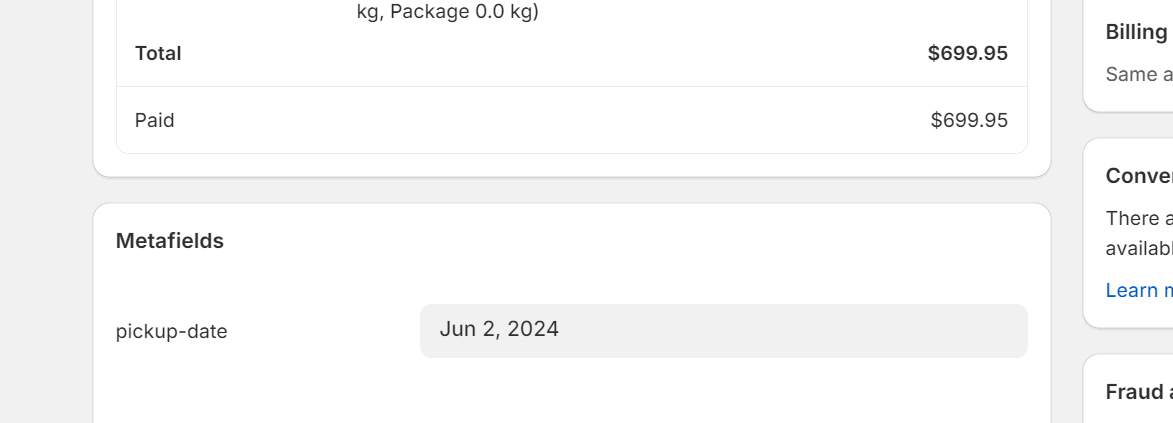 kg, Package 0.0 kg)
Total $699.95
Paid $699.95
Metafields
pickup-date Jun 2, 2024
Billing
Same a
Conver
There a
availabl
Learn m
Fraud a